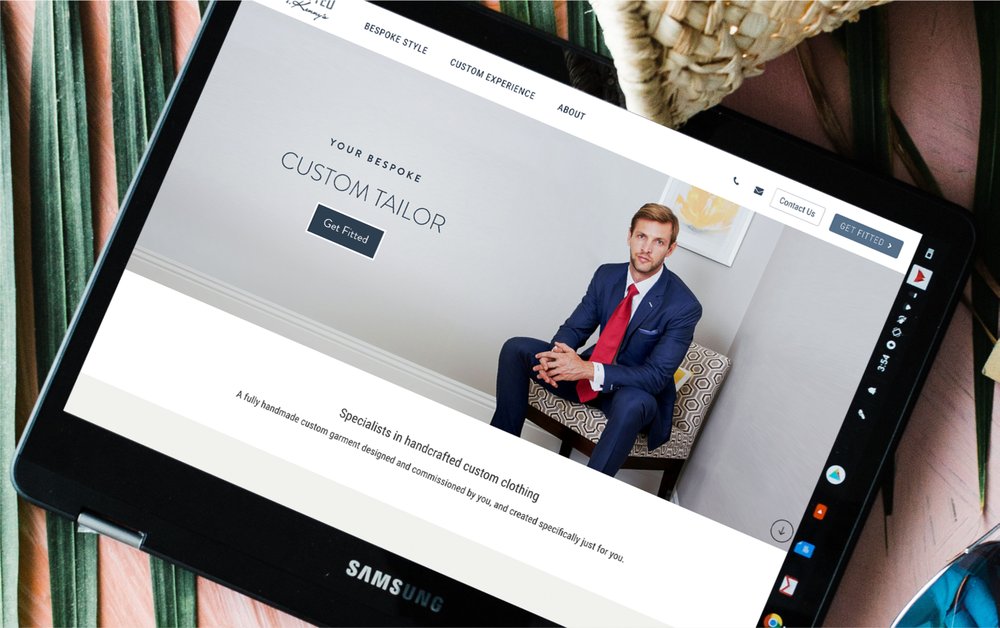 Kenny's
BESPOKE STYLE
CUSTOM EXPERIENCE
ABOUT
Contact Us
GET FITTED
YOUR BESPOKE
CUSTOM TAILOR
Get Fitted
Specialists in handcrafted custom clothing
A fully handmade custom garment designed and commissioned by you, and created specifically just for you.
3:54
SAMSUNG